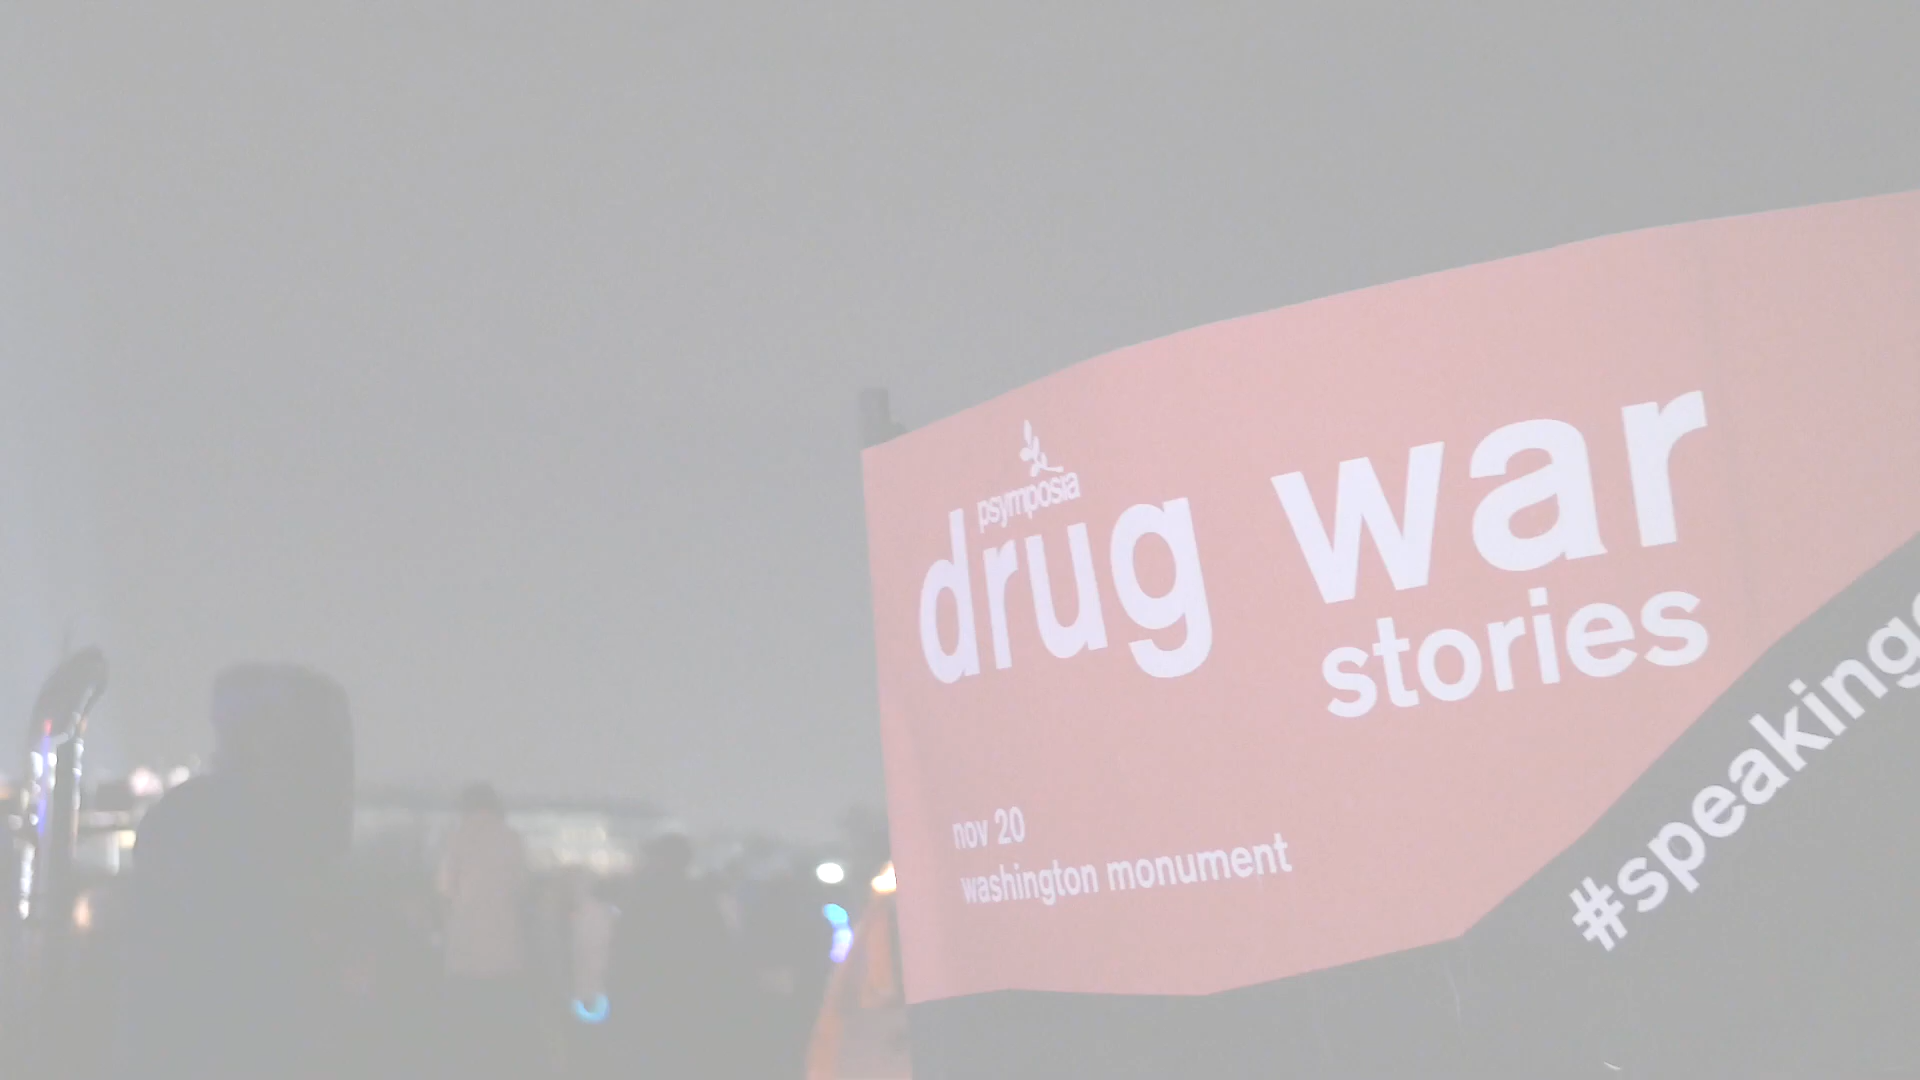 psymposia
drug war
stories
nov 20
washington monument
#speaking